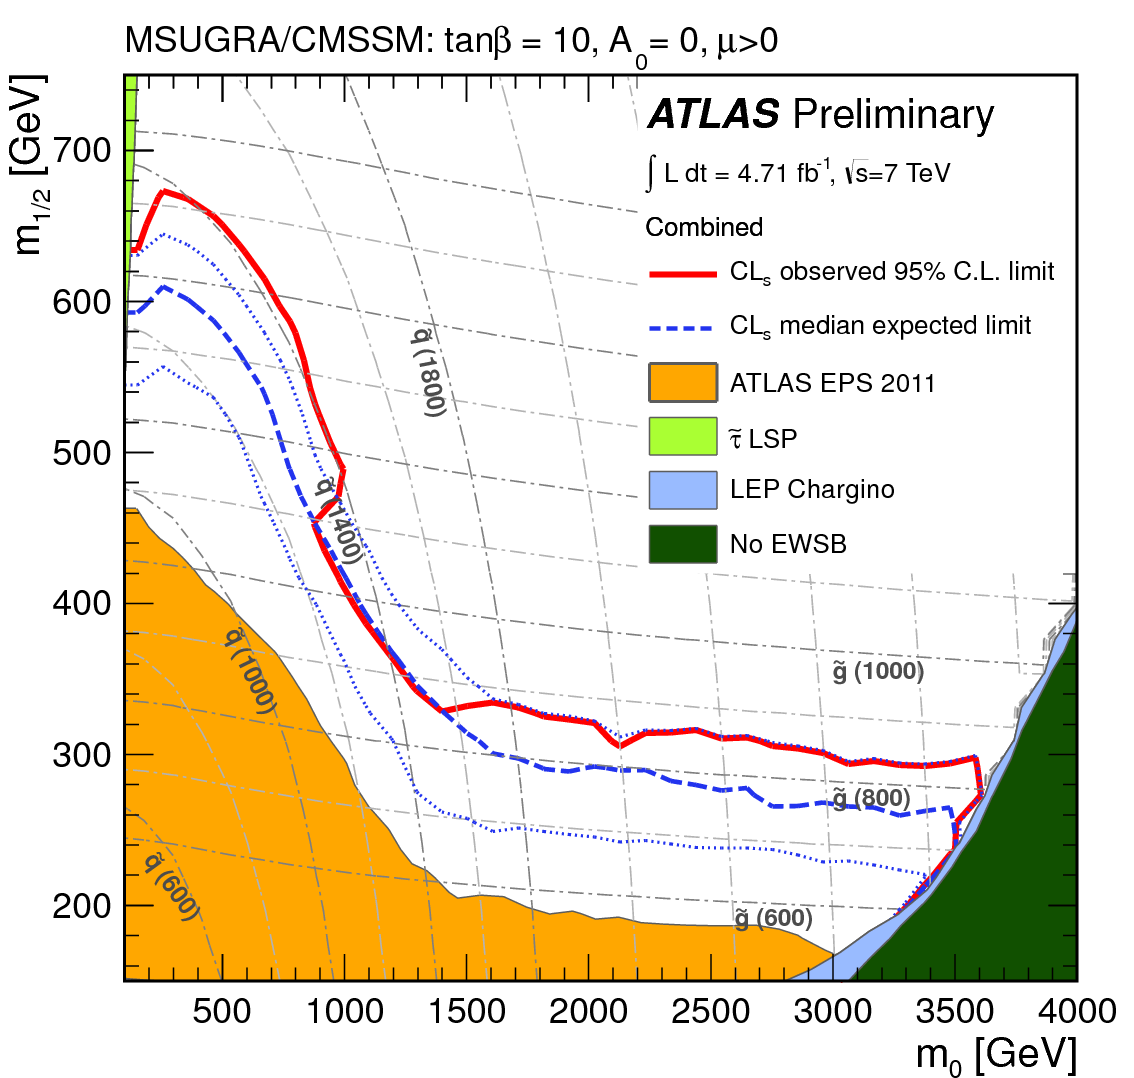 MSUGRA/CMSSM: tanβ = 10, A₀= 0, μ>0
m₁/₂ [GeV]
700
600
500
400
300
200
ATLAS Preliminary
∫ L dt = 4.71 fb⁻¹, √s=7 TeV
Combined
CLₛ observed 95% C.L. limit
CLₛ median expected limit
ATLAS EPS 2011
τ̃ LSP
LEP Chargino
No EWSB
q̃ (1800)
q̃ (1400)
q̃ (1000)
q̃ (600)
g̃ (1000)
g̃ (800)
g̃ (600)
500 1000 1500 2000 2500 3000 3500 4000
m₀ [GeV]